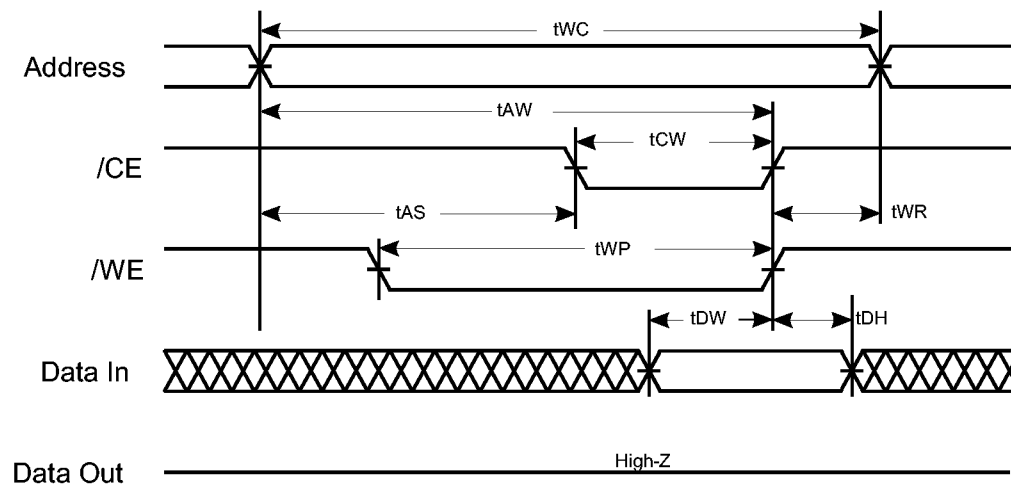 tWC
Address
tAW
tCW
/CE
tAS
tWR
tWP
/WE
tDW
tDH
Data In
High-Z
Data Out